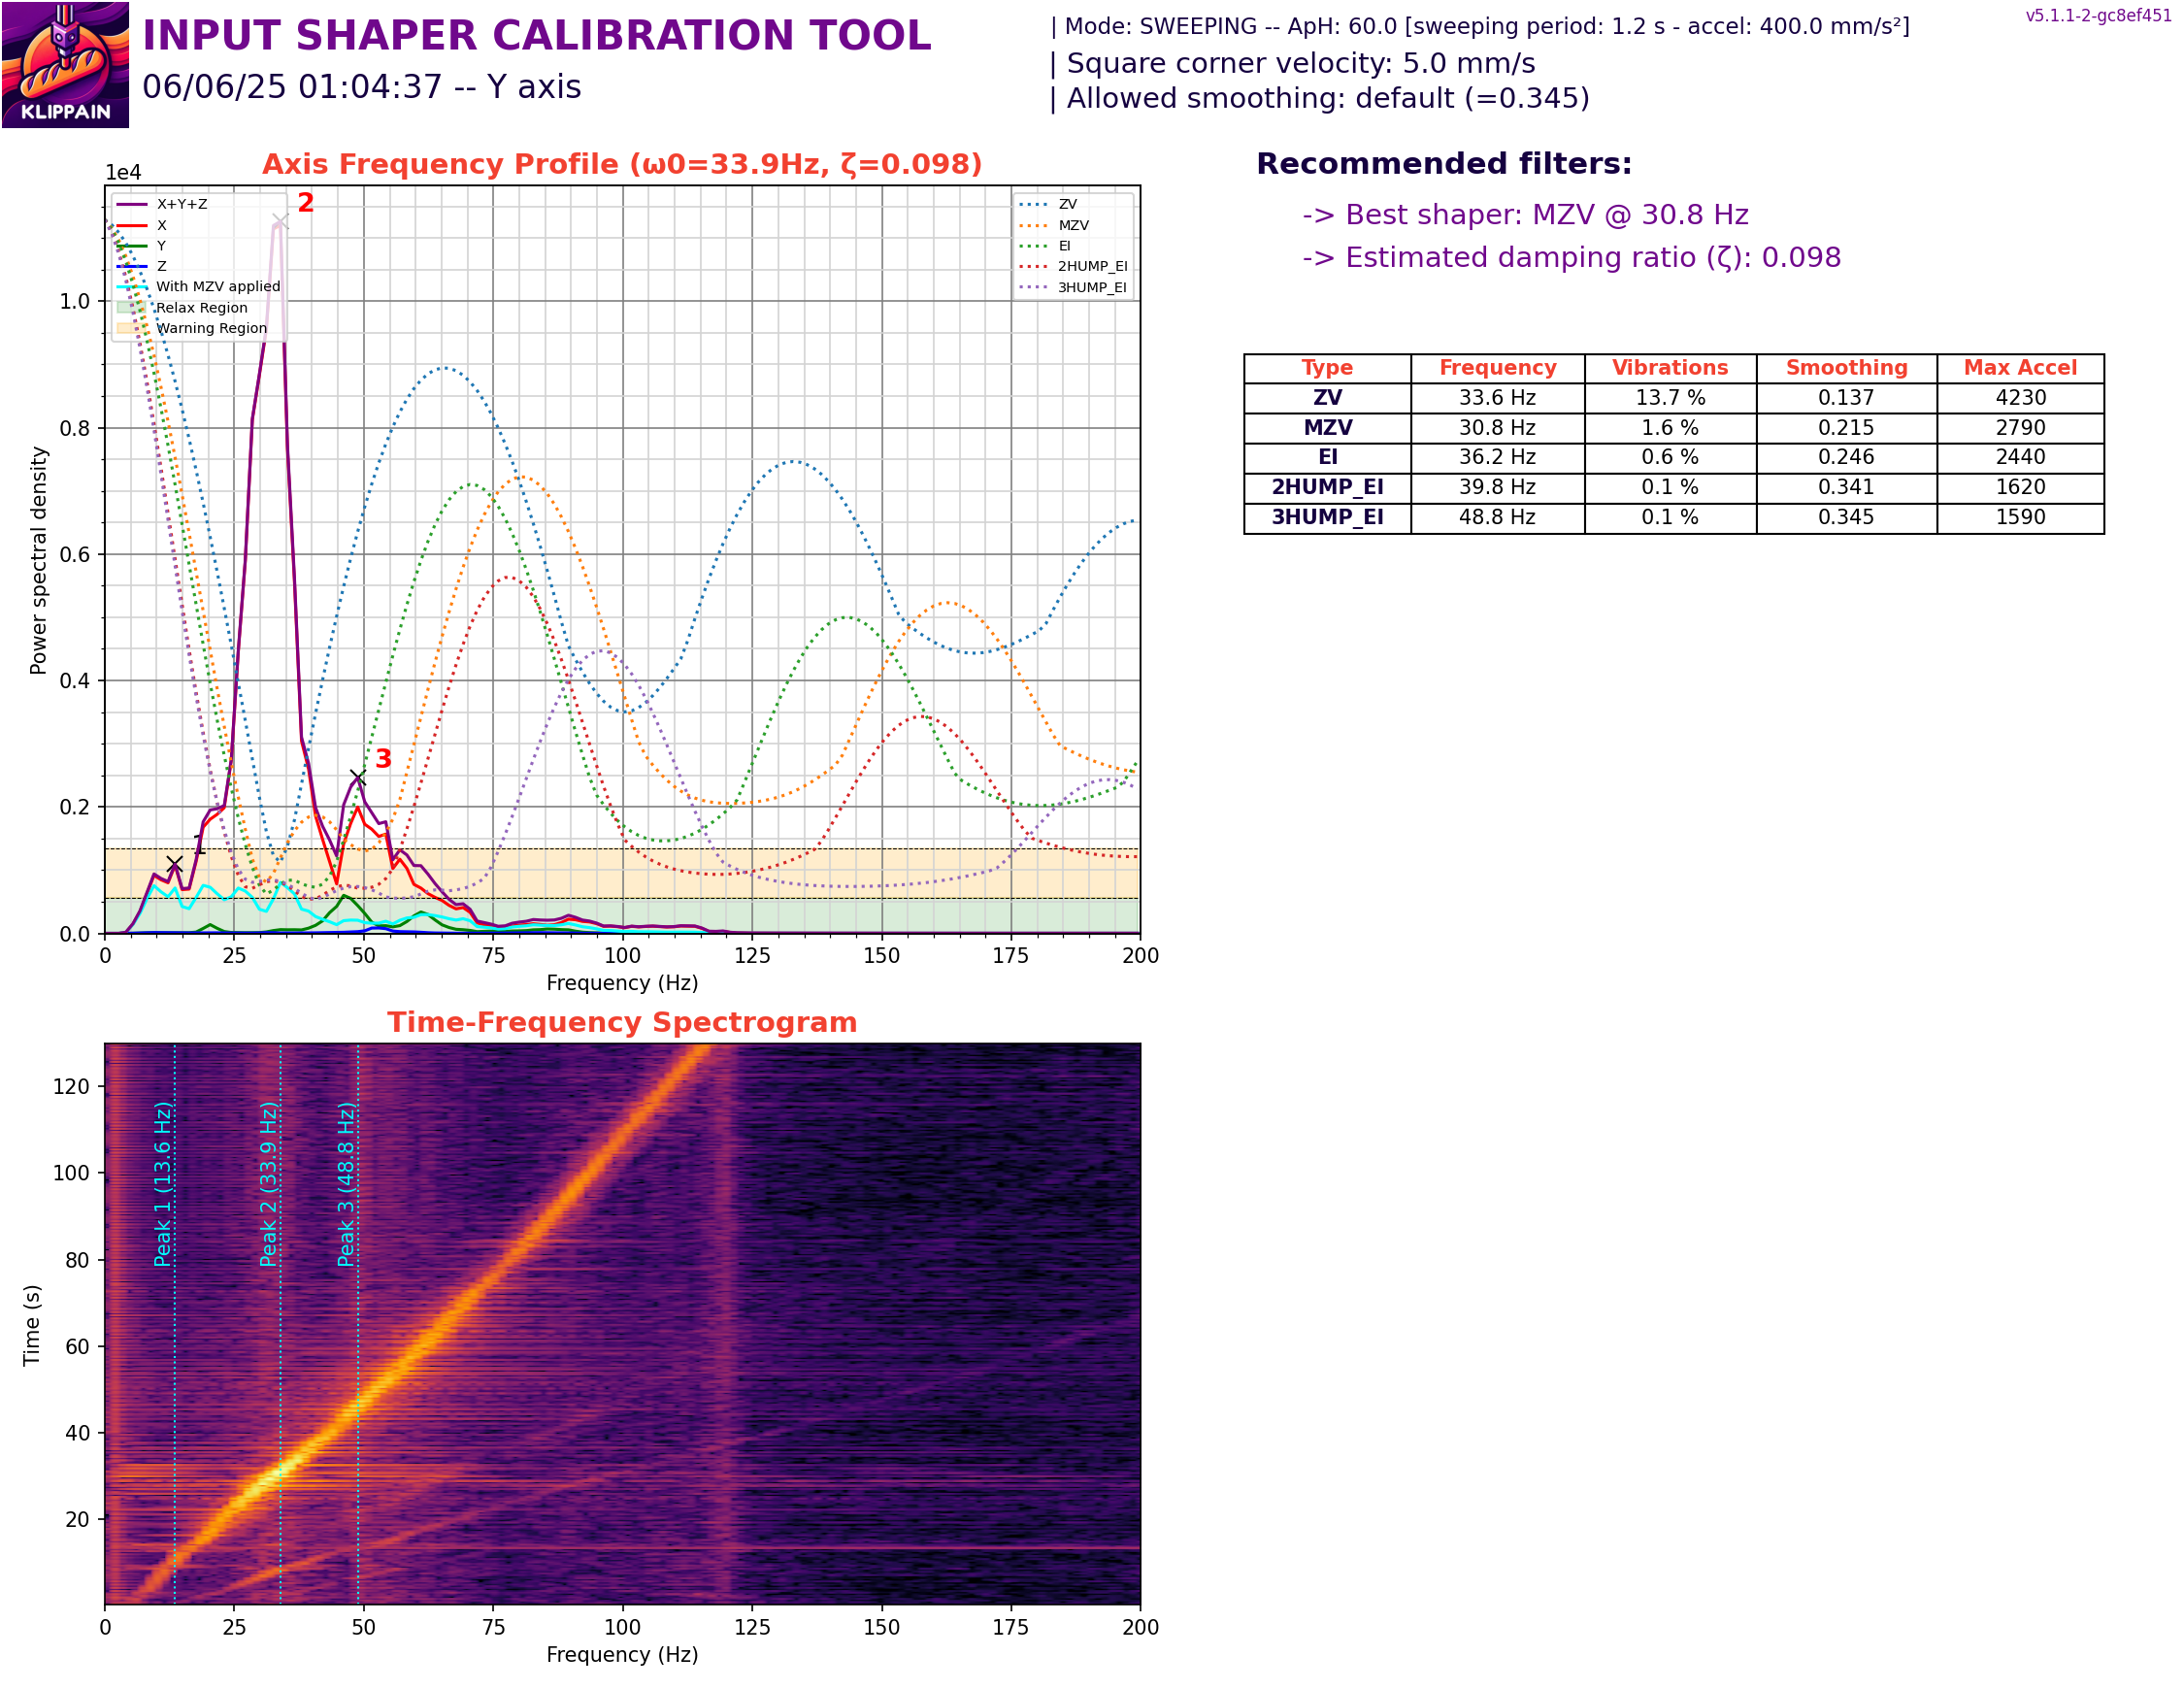 KLIPPAIN
INPUT SHAPER CALIBRATION TOOL
06/06/25 01:04:37 -- Y axis
| Mode: SWEEPING -- ApH: 60.0 [sweeping period: 1.2 s - accel: 400.0 mm/s²]
| Square corner velocity: 5.0 mm/s
| Allowed smoothing: default (=0.345)
v5.1.1-2-gc8ef451
Axis Frequency Profile (ω0=33.9Hz, ζ=0.098)
1e4
X+Y+Z
X
Y
Z
With MZV applied
Relax Region
Warning Region
ZV
MZV
EI
2HUMP_EI
3HUMP_EI
2
3
1
Power spectral density
1.0
0.8
0.6
0.4
0.2
0.0
0 25 50 75 100 125 150 175 200
Frequency (Hz)
Recommended filters:
-> Best shaper: MZV @ 30.8 Hz
-> Estimated damping ratio (ζ): 0.098
Type Frequency Vibrations Smoothing Max Accel
ZV 33.6 Hz 13.7 % 0.137 4230
MZV 30.8 Hz 1.6 % 0.215 2790
EI 36.2 Hz 0.6 % 0.246 2440
2HUMP_EI 39.8 Hz 0.1 % 0.341 1620
3HUMP_EI 48.8 Hz 0.1 % 0.345 1590
Time-Frequency Spectrogram
Time (s)
120
100
80
60
40
20
Peak 1 (13.6 Hz)
Peak 2 (33.9 Hz)
Peak 3 (48.8 Hz)
0 25 50 75 100 125 150 175 200
Frequency (Hz)